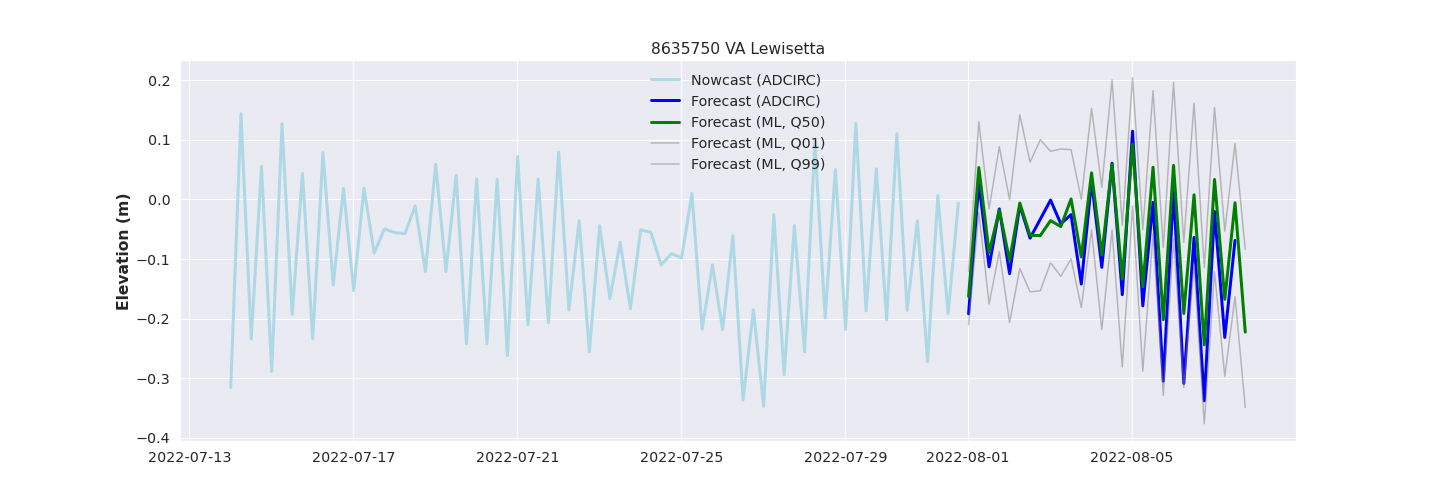 8635750 VA Lewisetta
Nowcast (ADCIRC)
Forecast (ADCIRC)
Forecast (ML, Q50)
Forecast (ML, Q01)
Forecast (ML, Q99)
Elevation (m)
0.2
0.1
0.0
−0.1
−0.2
−0.3
−0.4
2022-07-13 2022-07-17 2022-07-21 2022-07-25 2022-07-29 2022-08-01 2022-08-05